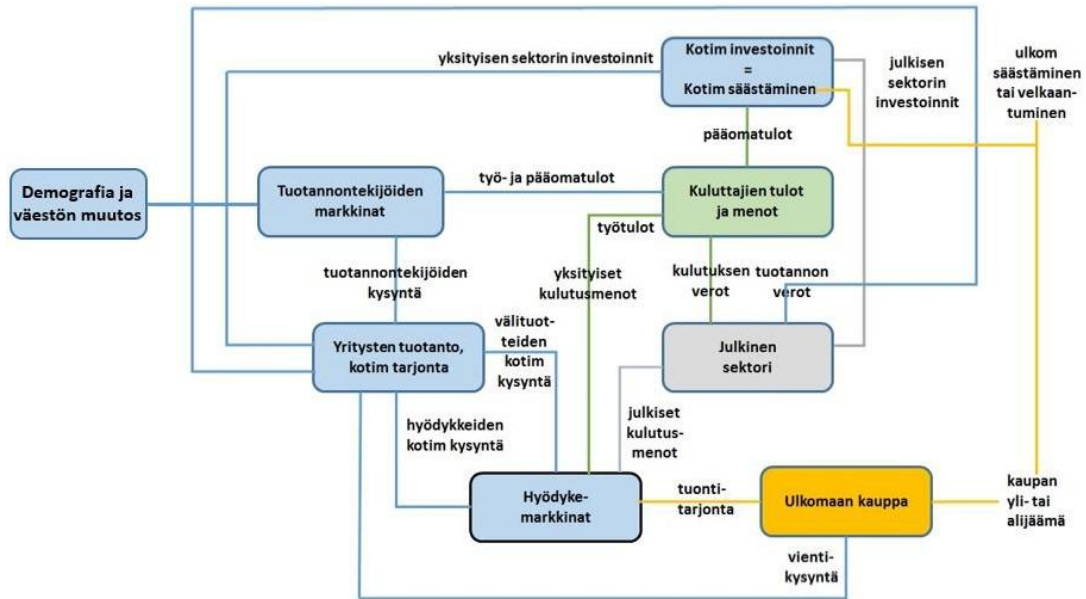 yksityisen sektorin investoinnit
Kotim investoinnit
=
Kotim säästäminen
julkisen
sektorin
investoinnit
ulkom
säästäminen
tai velkaan-
tuminen
pääomatulot
Demografia ja
väestön muutos
Tuotannontekijöiden
markkinat
työ- ja pääomatulot
Kuluttajien tulot
ja menot
työtulot
tuotannontekijöiden
kysyntä
yksityiset
kulutusmenot
kulutuksen
verot
tuotannon
verot
Yritysten tuotanto,
kotim tarjonta
välituot-
teiden
kotim
kysyntä
Julkinen
sektori
hyödykkeiden
kotim kysyntä
julkiset
kulutus-
menot
Hyödyke-
markkinat
tuonti-
tarjonta
Ulkomaan kauppa
kaupan
yli- tai
alijäämä
vienti-
kysyntä